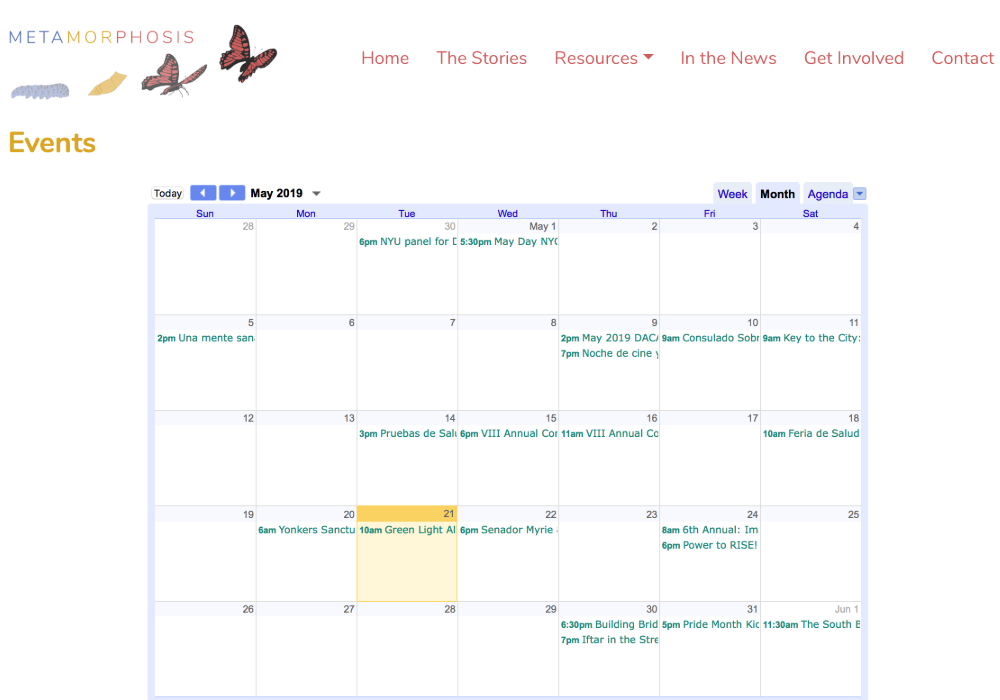 METAMORPHOSIS
Home The Stories Resources In the News Get Involved Contact
Events
Today May 2019 Week Month Agenda
Sun Mon Tue Wed Thu Fri Sat
28 29 30 May 1 2 3 4
6pm NYU panel for 5:30pm May Day NYC
5 6 7 8 9 10 11
2pm Una mente san 2pm May 2019 DACA 9am Consulado Sobr 9am Key to the City:
7pm Noche de cine y
12 13 14 15 16 17 18
3pm Pruebas de Salu 6pm VIII Annual Con 11am VIII Annual Co 10am Feria de Salud
19 20 21 22 23 24 25
6am Yonkers Sanctu 10am Green Light Al 6pm Senador Myrie 8am 6th Annual: Im
6pm Power to RISE!
26 27 28 29 30 31 Jun 1
6:30pm Building Brid 5pm Pride Month Kic 11:30am The South B
7pm Iftar in the Stre